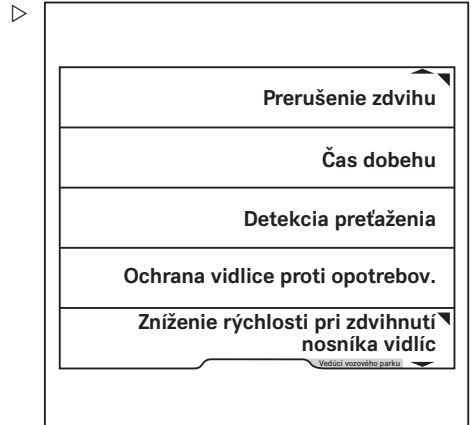 Prerušenie zdvihu
Čas dobehu
Detekcia preťaženia
Ochrana vidlice proti opotrebov.
Zníženie rýchlosti pri zdvihnutí
nosníka vidlíc
Vedúci vozového parku